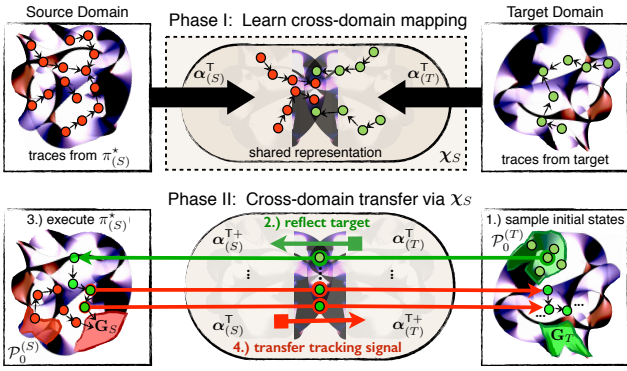 Source Domain
Phase I: Learn cross-domain mapping
Target Domain
α⊤(S)
α⊤(T)
traces from π⋆(S)
shared representation
χS
traces from target
Phase II: Cross-domain transfer via χS
3.) execute π⋆(S)
2.) reflect target
1.) sample initial states
α⊤+(S)
α⊤(T)
P0(T)
⋮
⋮
⋮
GS
...
...
P0(S)
α⊤(S)
α⊤+(T)
GT
4.) transfer tracking signal